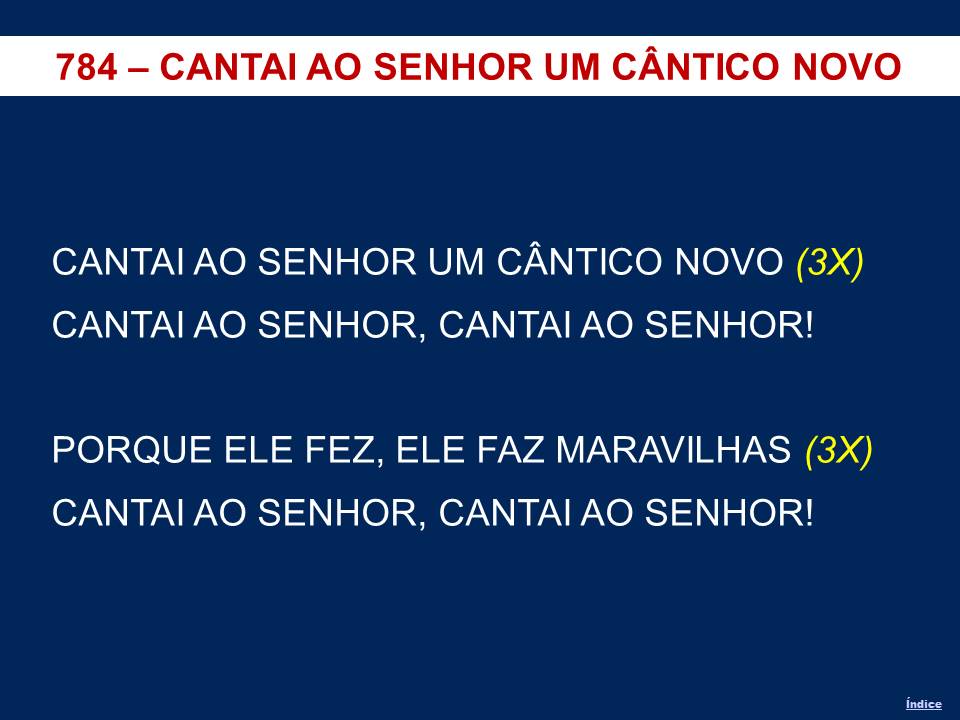 784 – CANTAI AO SENHOR UM CÂNTICO NOVO
CANTAI AO SENHOR UM CÂNTICO NOVO (3X)
CANTAI AO SENHOR, CANTAI AO SENHOR!
PORQUE ELE FEZ, ELE FAZ MARAVILHAS (3X)
CANTAI AO SENHOR, CANTAI AO SENHOR!
Índice